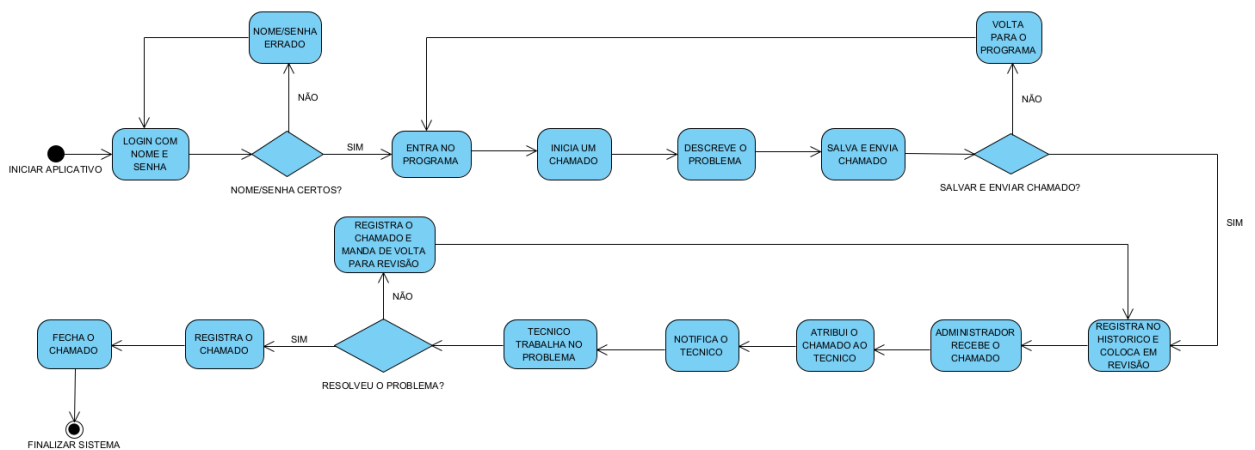 NOME/SENHA
ERRADO
VOLTA
PARA O
PROGRAMA
NÃO
NÃO
INICIAR APLICATIVO
LOGIN COM
NOME E
SENHA
NOME/SENHA CERTOS?
SIM
ENTRA NO
PROGRAMA
INICIA UM
CHAMADO
DESCREVE O
PROBLEMA
SALVA E ENVIA
CHAMADO
SALVAR E ENVIAR CHAMADO?
SIM
REGISTRA O
CHAMADO E
MANDA DE VOLTA
PARA REVISÃO
NÃO
FECHA O
CHAMADO
REGISTRA O
CHAMADO
SIM
RESOLVEU O PROBLEMA?
TECNICO
TRABALHA NO
PROBLEMA
NOTIFICA O
TECNICO
ATRIBUI O
CHAMADO AO
TECNICO
ADMINISTRADOR
RECEBE O
CHAMADO
REGISTRA NO
HISTORICO E
COLOCA EM
REVISÃO
FINALIZAR SISTEMA